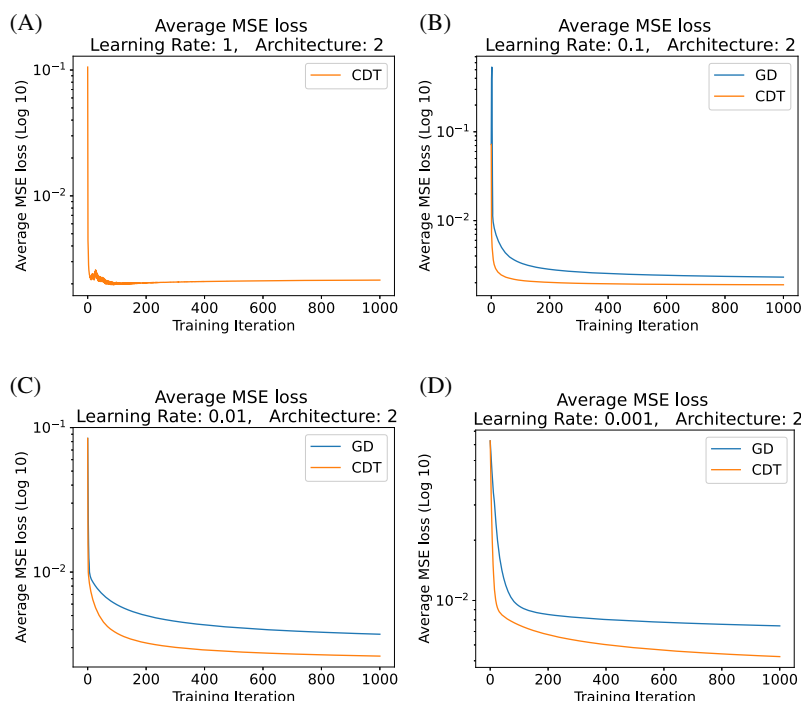 (A)
Average MSE loss
Learning Rate: 1, Architecture: 2
CDT
10⁻¹
10⁻²
Average MSE loss (Log 10)
0 200 400 600 800 1000
Training Iteration
(B)
Average MSE loss
Learning Rate: 0.1, Architecture: 2
GD
CDT
10⁻¹
10⁻²
Average MSE loss (Log 10)
0 200 400 600 800 1000
Training Iteration
(C)
Average MSE loss
Learning Rate: 0.01, Architecture: 2
GD
CDT
10⁻¹
10⁻²
Average MSE loss (Log 10)
0 200 400 600 800 1000
Training Iteration
(D)
Average MSE loss
Learning Rate: 0.001, Architecture: 2
GD
CDT
10⁻²
Average MSE loss (Log 10)
0 200 400 600 800 1000
Training Iteration